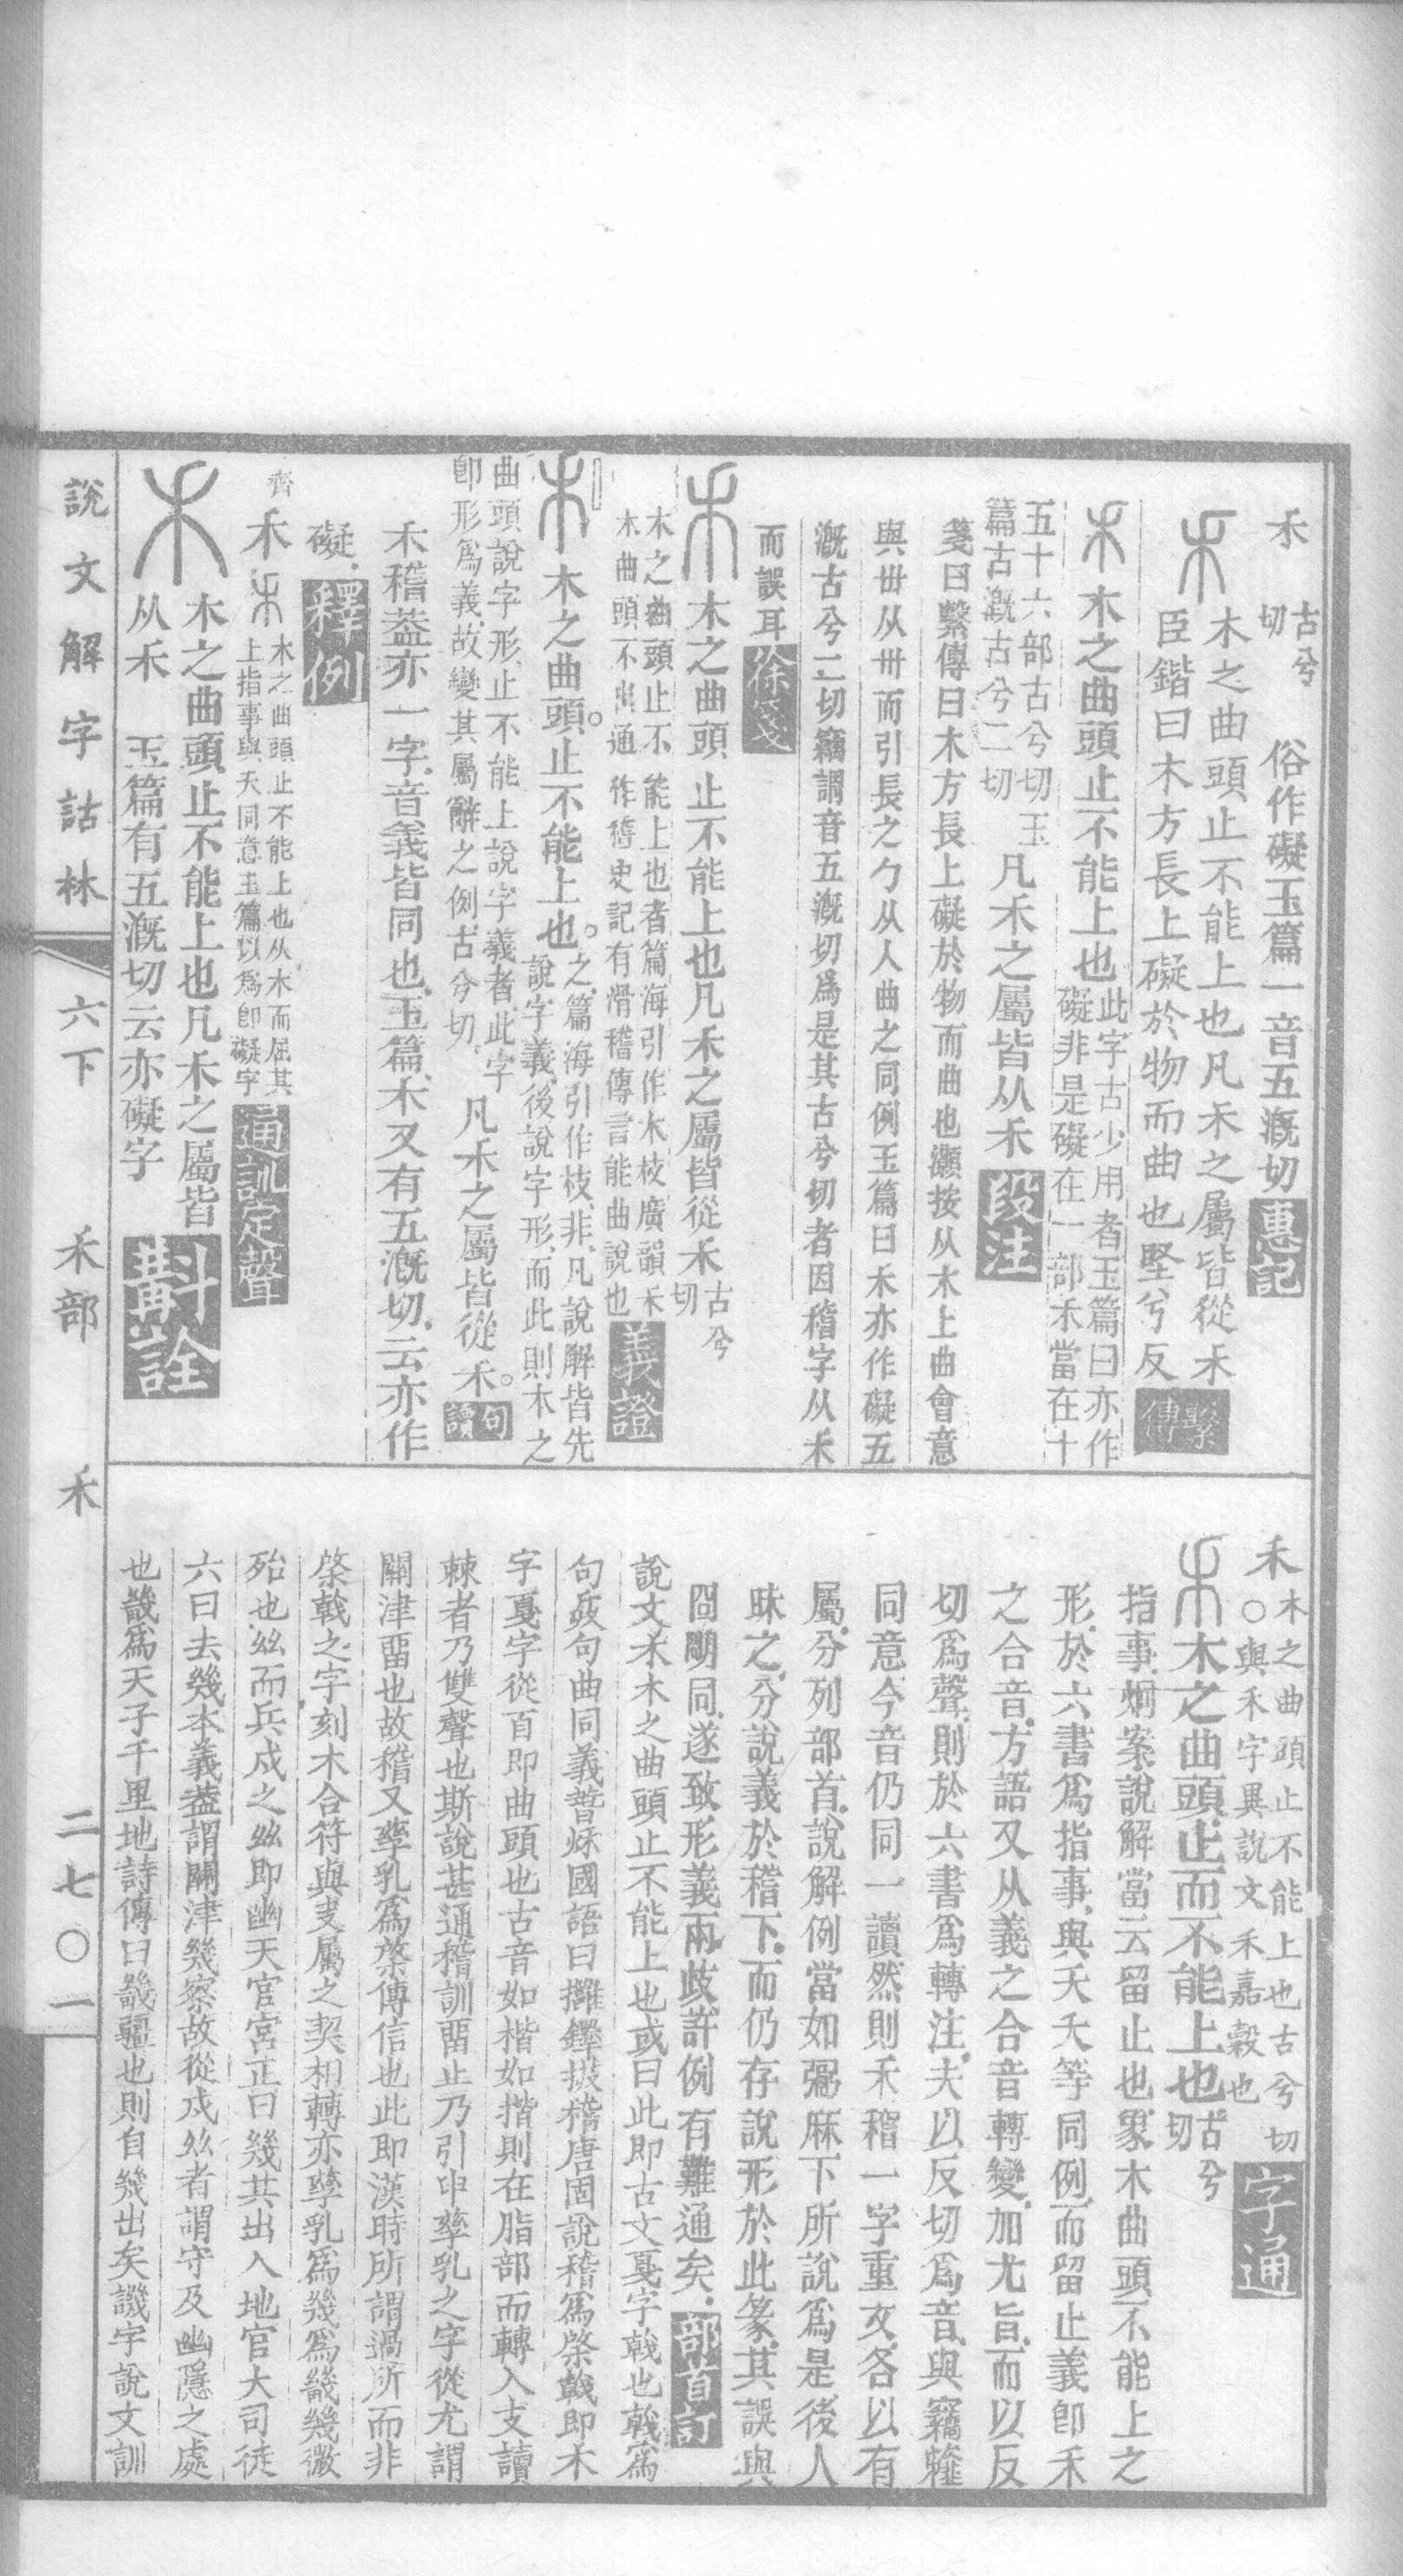 禾 古兮切 俗作礙玉篇一音五溉切 惠記
木之曲頭止不能上也凡禾之屬皆從禾
臣鍇曰木方長上礙於物而曲也堅兮反 繫傳
木之曲頭止不能上也 此字古少用者玉篇曰亦作
礙非是礙在一部禾當在十
五十六部古兮切玉
篇古溉古兮二切 凡禾之屬皆从禾 段注
箋曰繫傳曰木方長上礙於物而曲也灝按从木上曲會意
與丗从卅而引長之勹从人曲之同例玉篇曰禾亦作礙五
溉古兮二切竊謂音五溉切爲是其古兮切者因稽字从禾
而誤耳 徐箋
木之曲頭止不能上也凡禾之屬皆從禾 古兮切
木之曲頭止不能上也者篇海引作木枝廣韻禾
木曲頭不出通作稽史記有滑稽傳言能曲說也 義證
木之曲頭。止不能上也。之篇海引作枝非凡說解皆先
說字義後說字形而此則木之
曲頭說字形止不能上說字義者此字
即形爲義故變其屬辭之例古兮切 凡禾之屬皆從禾。 句讀
禾稽蓋亦一字音義皆同也玉篇禾又有五溉切云亦作
礙 釋例
齊 禾 木之曲頭止不能上也从木而屈其
上指事與夭同意玉篇以爲卽礙字 通訓定聲
木之曲頭止不能上也凡禾之屬皆
从禾 玉篇有五溉切云亦礙字 斠詮
禾 木之曲頭止不能上也古兮切
○與禾字異說文禾嘉穀也 字通
木之曲頭止而不能上也 古兮切
指事炯案說解當云留止也象木曲頭不能上之
形於六書爲指事與夭矢等同例而留止義卽禾
之合音方語又从義之合音轉變加尤旨而以反
切爲聲則於六書爲轉注夫以反切爲音與竊韰
同意今音仍同一讀然則禾稽一字重文各以有
屬分列部首說解例當如弻麻下所說爲是後人
昧之分說義於稽下而仍存說形於此篆其誤與
囧朙同遂致形義兩歧許例有難通矣 部首訂
說文禾木之曲頭止不能上也或曰此即古文戛字戟也戟爲
句兵句曲同義管𥠖國語曰擁鐸拱稽唐固說稽爲棨戟即木
字戛字從百即曲頭也古音如楷如揩則在脂部而轉入支讀
棘者乃雙聲也斯說甚通稽訓畱止乃引申孳乳之字從尤謂
關津畱也故稽又孳乳爲棨傳信也此即漢時所謂過所而非
棨戟之字刻木合符與支屬之契相轉亦孳乳爲幾爲畿幾微
殆也𢆶而兵戍之𢆶即幽天官宮正曰幾其出入地官大司徒
六曰去幾本義蓋謂關津幾察故從戍𢆶者謂守及幽隱之處
也畿爲天子千里地詩傳曰畿疆也則自幾出矣譏字說文訓
說文解字詁林 六下 禾部 禾 二七〇一